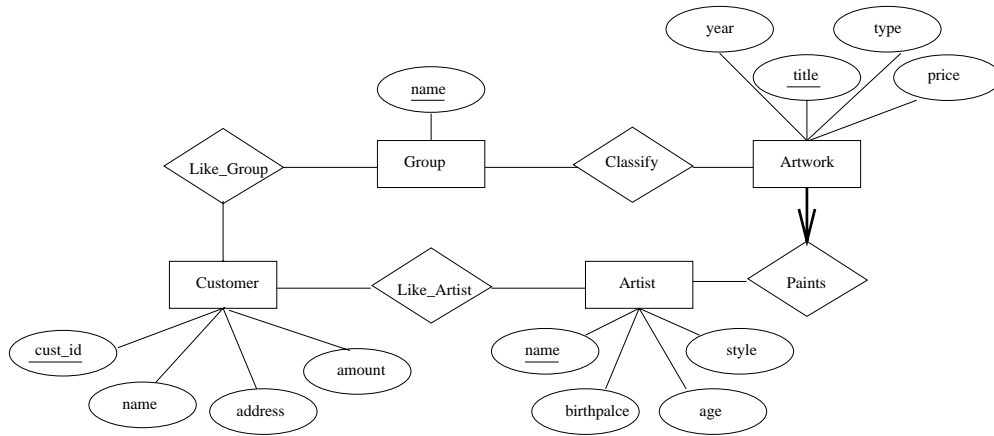 year
type
title
price
name
Like_Group
Group
Classify
Artwork
Customer
Like_Artist
Artist
Paints
cust_id
name
address
amount
name
birthpalce
age
style